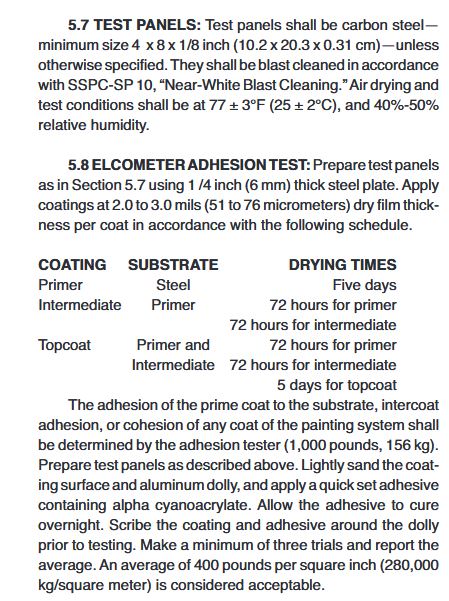 5.7 TEST PANELS: Test panels shall be carbon steel—
minimum size 4 x 8 x 1/8 inch (10.2 x 20.3 x 0.31 cm)—unless
otherwise specified. They shall be blast cleaned in accordance
with SSPC-SP 10, “Near-White Blast Cleaning.” Air drying and
test conditions shall be at 77 ± 3°F (25 ± 2°C), and 40%-50%
relative humidity.
5.8 ELCOMETER ADHESION TEST: Prepare test panels
as in Section 5.7 using 1 /4 inch (6 mm) thick steel plate. Apply
coatings at 2.0 to 3.0 mils (51 to 76 micrometers) dry film thick-
ness per coat in accordance with the following schedule.
COATING SUBSTRATE DRYING TIMES
Primer Steel Five days
Intermediate Primer 72 hours for primer
72 hours for intermediate
Topcoat Primer and 72 hours for primer
Intermediate 72 hours for intermediate
5 days for topcoat
The adhesion of the prime coat to the substrate, intercoat
adhesion, or cohesion of any coat of the painting system shall
be determined by the adhesion tester (1,000 pounds, 156 kg).
Prepare test panels as described above. Lightly sand the coat-
ing surface and aluminum dolly, and apply a quick set adhesive
containing alpha cyanoacrylate. Allow the adhesive to cure
overnight. Scribe the coating and adhesive around the dolly
prior to testing. Make a minimum of three trials and report the
average. An average of 400 pounds per square inch (280,000
kg/square meter) is considered acceptable.